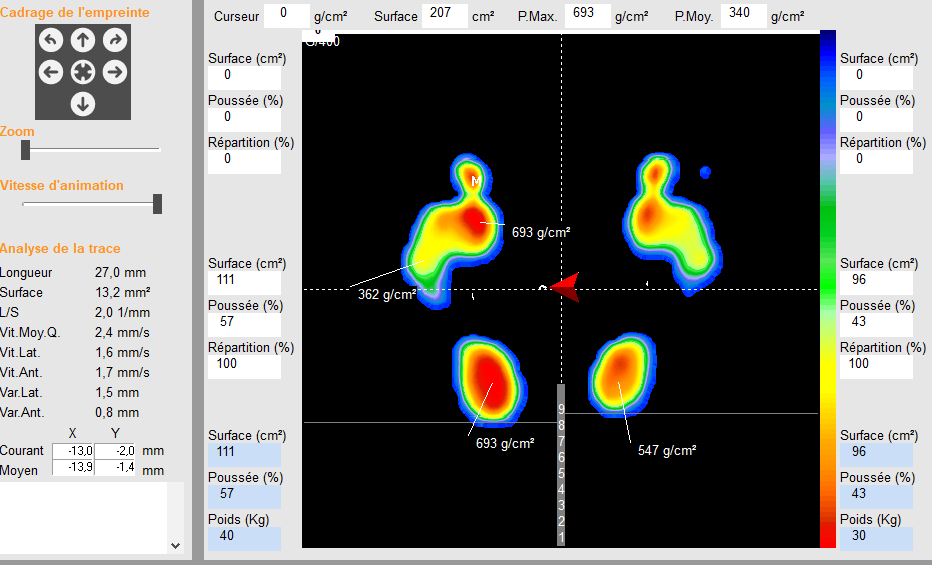 Cadrage de l'empreinte
Zoom
Vitesse d'animation
Analyse de la trace
Longueur 27,0 mm
Surface 13,2 mm²
L/S 2,0 1/mm
Vit.Moy.Q. 2,4 mm/s
Vit.Lat. 1,6 mm/s
Vit.Ant. 1,7 mm/s
Var.Lat. 1,5 mm
Var.Ant. 0,8 mm
X Y
Courant -13,0 -2,0 mm
Moyen -13,9 -1,4
Curseur 0 g/cm² Surface 207 cm² P.Max. 693 g/cm² P.Moy. 340 g/cm²
Surface (cm²)
0
Poussée (%)
0
Répartition (%)
0
Surface (cm²)
111
Poussée (%)
57
Répartition (%)
100
Surface (cm²)
111
Poussée (%)
57
Poids (Kg)
40
M
693 g/cm²
362 g/cm²
693 g/cm²
547 g/cm²
9
8
7
6
5
4
3
2
1
Surface (cm²)
0
Poussée (%)
0
Répartition (%)
0
Surface (cm²)
96
Poussée (%)
43
Répartition (%)
100
Surface (cm²)
96
Poussée (%)
43
Poids (Kg)
30